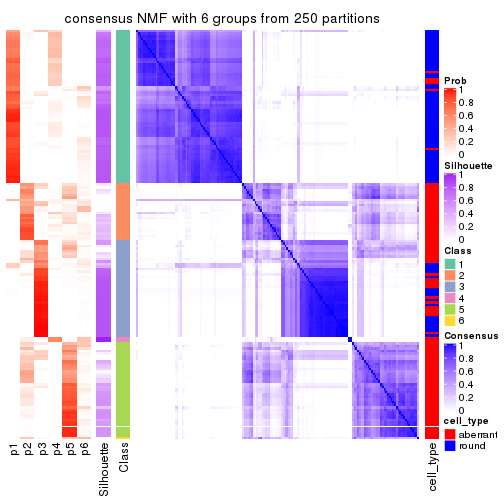 consensus NMF with 6 groups from 250 partitions
Prob
1
0.8
0.6
0.4
0.2
0
Silhouette
1
0.8
0.6
0.4
0.2
0
Class
1
2
3
4
5
6
Consensus
1
0.8
0.6
0.4
0.2
0
cell_type
aberrant
round
p1
p2
p3
p4
p5
p6
Silhouette
Class
cell_type